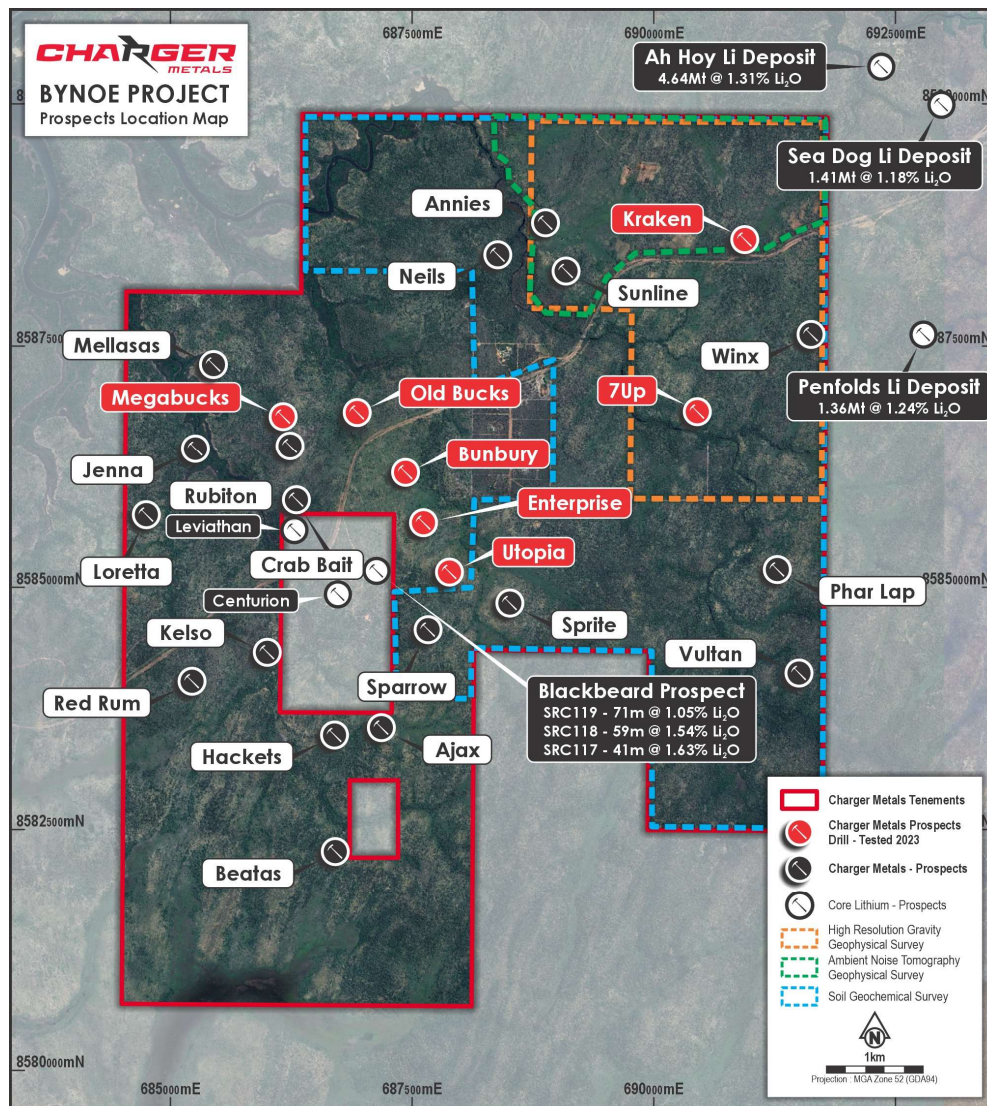 CHARGER
METALS
BYNOE PROJECT
Prospects Location Map
687500mE
690000mE
692500mE
Ah Hoy Li Deposit
4.64Mt @ 1.31% Li₂O
Sea Dog Li Deposit
1.41Mt @ 1.18% Li₂O
Annies
Kraken
Neils
Sunline
8587500
Mellasas
Winx
7500mN
Penfolds Li Deposit
1.36Mt @ 1.24% Li₂O
Megabucks
Old Bucks
7Up
Jenna
Bunbury
Rubiton
Enterprise
Leviathan
Loretta
Crab Bait
Utopia
8585000mN
8585000mN
Centurion
Phar Lap
Kelso
Sprite
Vultan
Red Rum
Sparrow
Blackbeard Prospect
SRC119 - 71m @ 1.05% Li₂O
SRC118 - 59m @ 1.54% Li₂O
SRC117 - 41m @ 1.63% Li₂O
Hackets
Ajax
8582500mN
Beatas
Charger Metals Tenements
Charger Metals Prospects
Drill - Tested 2023
Charger Metals - Prospects
Core Lithium - Prospects
High Resolution Gravity
Geophysical Survey
Ambient Noise Tomography
Geophysical Survey
Soil Geochemical Survey
N
1km
Projection : MGA Zone 52 (GDA94)
8580000mN
685000mE
687500mE
690000mE